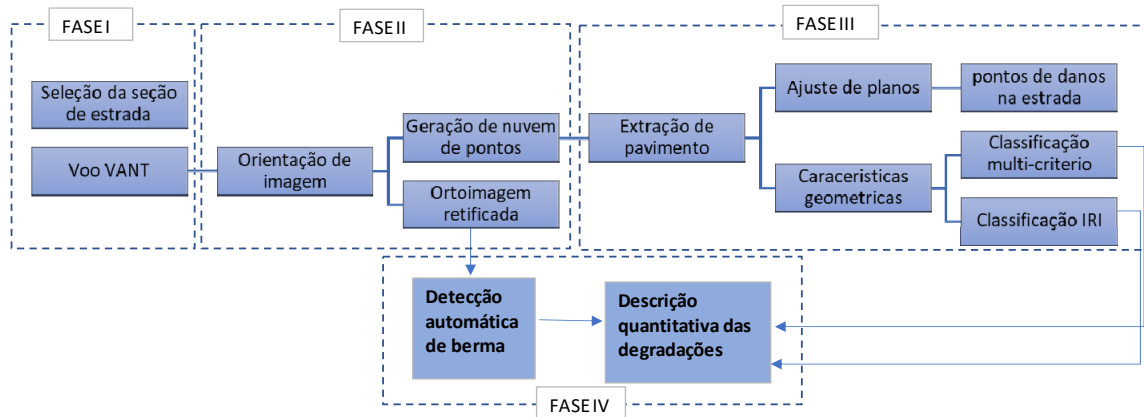 FASE I
FASE II
FASE III
Seleção da seção
de estrada
Voo VANT
Orientação de
imagem
Geração de nuvem
de pontos
Ortoimagem
retificada
Extração de
pavimento
Ajuste de planos
pontos de danos
na estrada
Caraceristicas
geometricas
Classificação
multi-criterio
Classificação IRI
Detecção
automática
de berma
Descrição
quantitativa das
degradações
FASE IV